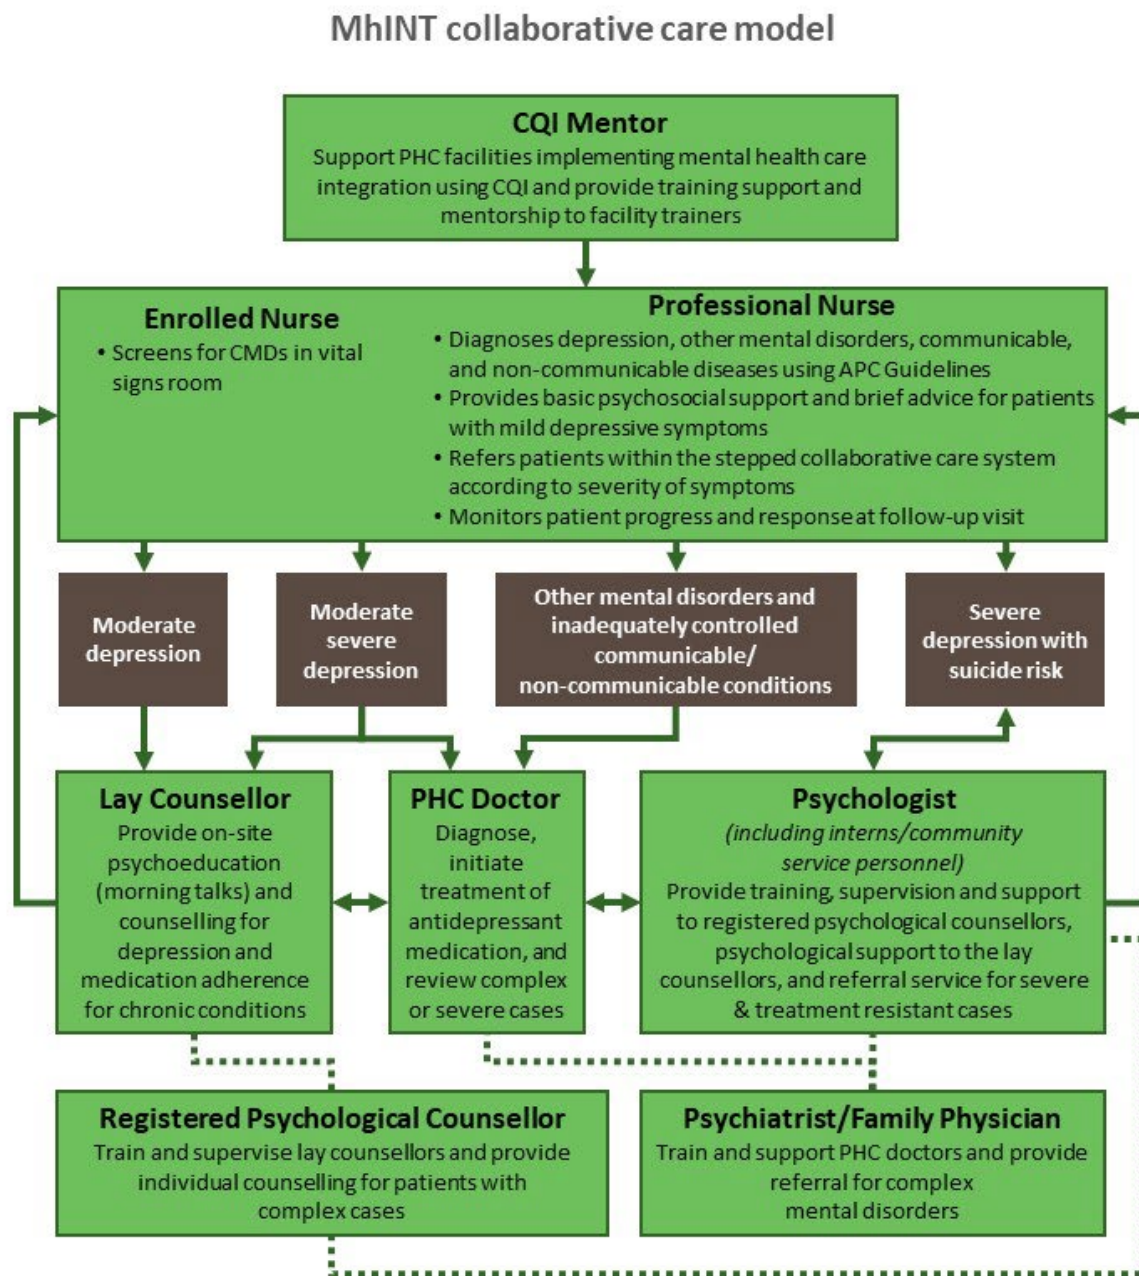 MhINT collaborative care model
CQI Mentor
Support PHC facilities implementing mental health care
integration using CQI and provide training support and
mentorship to facility trainers
Enrolled Nurse
• Screens for CMDs in vital
signs room
Professional Nurse
• Diagnoses depression, other mental disorders, communicable,
and non-communicable diseases using APC Guidelines
• Provides basic psychosocial support and brief advice for patients
with mild depressive symptoms
• Refers patients within the stepped collaborative care system
according to severity of symptoms
• Monitors patient progress and response at follow-up visit
Moderate
depression
Moderate
severe
depression
Other mental disorders and
inadequately controlled
communicable/
non-communicable conditions
Severe
depression with
suicide risk
Lay Counsellor
Provide on-site
psychoeducation
(morning talks) and
counselling for
depression and
medication adherence
for chronic conditions
PHC Doctor
Diagnose,
initiate
treatment of
antidepressant
medication, and
review complex
or severe cases
Psychologist
(including interns/community
service personnel)
Provide training, supervision and support
to registered psychological counsellors,
psychological support to the lay
counsellors, and referral service for severe
& treatment resistant cases
Registered Psychological Counsellor
Train and supervise lay counsellors and provide
individual counselling for patients with
complex cases
Psychiatrist/Family Physician
Train and support PHC doctors and provide
referral for complex
mental disorders